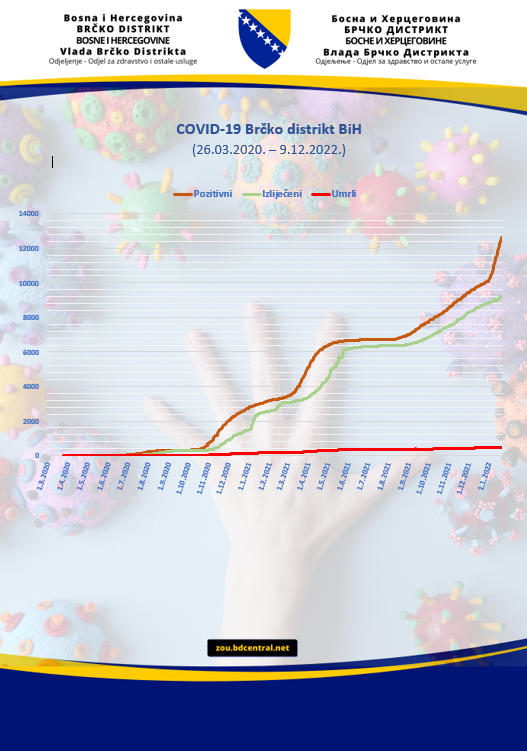 Bosna i Hercegovina
BRČKO DISTRIKT
BOSNE I HERCEGOVINE
Vlada Brčko Distrikta
Odjeljenje - Odjel za zdravstvo i ostale usluge
Босна и Херцеговина
БРЧКО ДИСТРИКТ
БОСНЕ И ХЕРЦЕГОВИНЕ
Влада Брчко Дистрикта
Одјељење - Одјел за здравство и остале услуге
COVID-19 Brčko distrikt BiH
(26.03.2020. – 9.12.2022.)
Pozitivni Izliječeni Umrli
14000
12000
10000
8000
6000
4000
2000
0
1.3.2020 1.4.2020 1.5.2020 1.6.2020 1.7.2020 1.8.2020 1.9.2020 1.10.2020 1.11.2020 1.12.2020 1.1.2021 1.2.2021 1.3.2021 1.4.2021 1.5.2021 1.6.2021 1.7.2021 1.8.2021 1.9.2021 1.10.2021 1.11.2021 1.12.2021 1.1.2022
zou.bdcentral.net